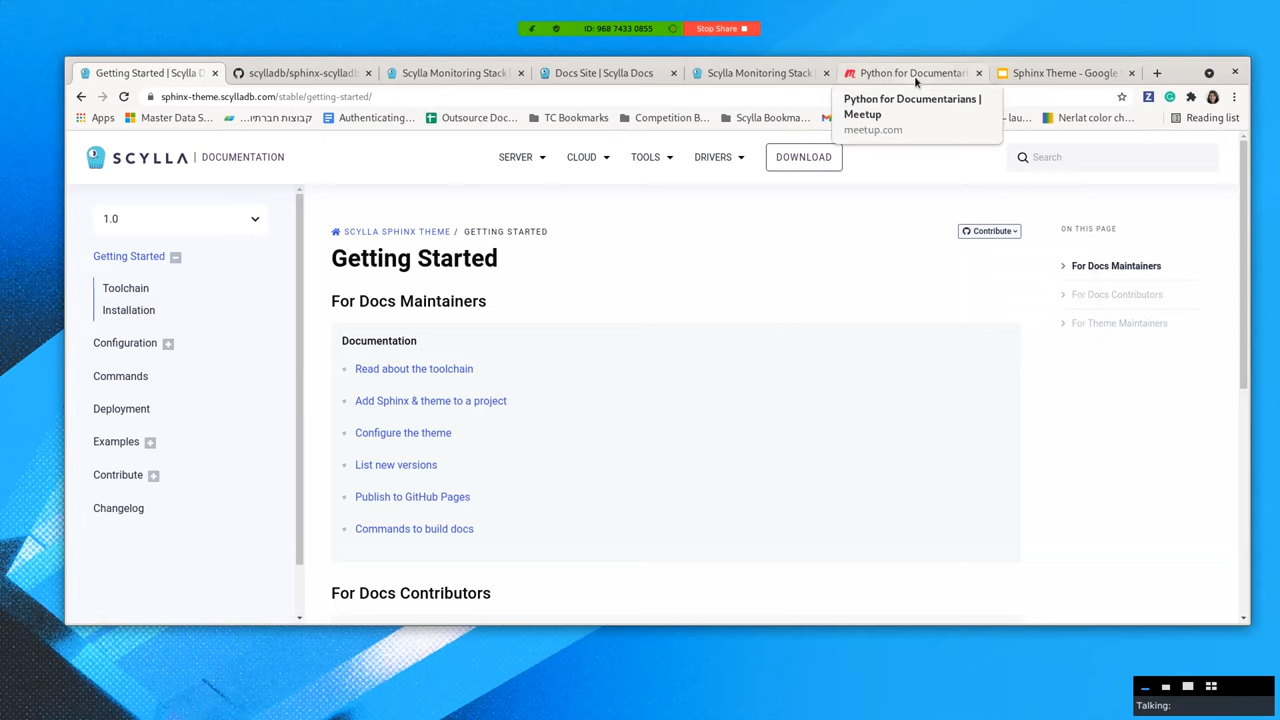 ID: 968 7433 0855
Stop Share
Getting Started | Scylla D
scylladb/sphinx-scyllad
Scylla Monitoring Stack
Docs Site | Scylla Docs
Scylla Monitoring Stack
Python for Documentari
Sphinx Theme - Google
sphinx-theme.scylladb.com/stable/getting-started/
Python for Documentarians |
Meetup
meetup.com
Apps
Master Data S...
קבוצות חברתיו...
Authenticating...
Outsource Doc...
TC Bookmarks
Competition B...
Scylla Bookma...
- lau...
Nerlat color ch...
Reading list
SCYLLA | DOCUMENTATION
SERVER
CLOUD
TOOLS
DRIVERS
DOWNLOAD
Search
1.0
Getting Started
Toolchain
Installation
Configuration
Commands
Deployment
Examples
Contribute
Changelog
SCYLLA SPHINX THEME / GETTING STARTED
Contribute
Getting Started
For Docs Maintainers
Documentation
Read about the toolchain
Add Sphinx & theme to a project
Configure the theme
List new versions
Publish to GitHub Pages
Commands to build docs
For Docs Contributors
ON THIS PAGE
For Docs Maintainers
For Docs Contributors
For Theme Maintainers
Talking: